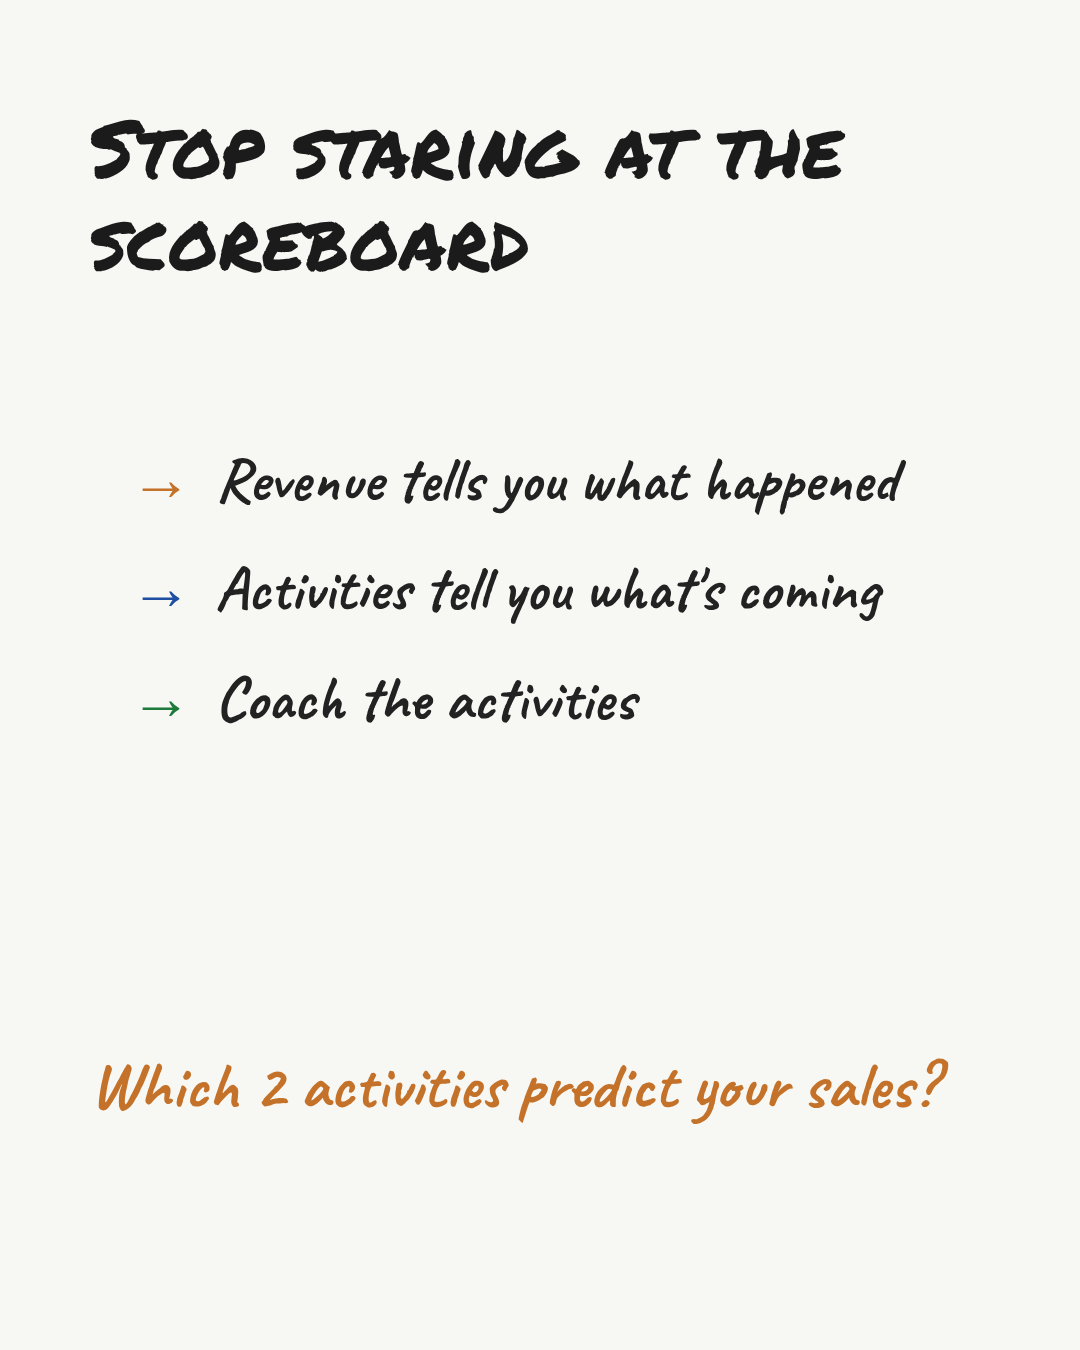 Stop staring at the
scoreboard
→ Revenue tells you what happened
→ Activities tell you what's coming
→ Coach the activities
Which 2 activities predict your sales?